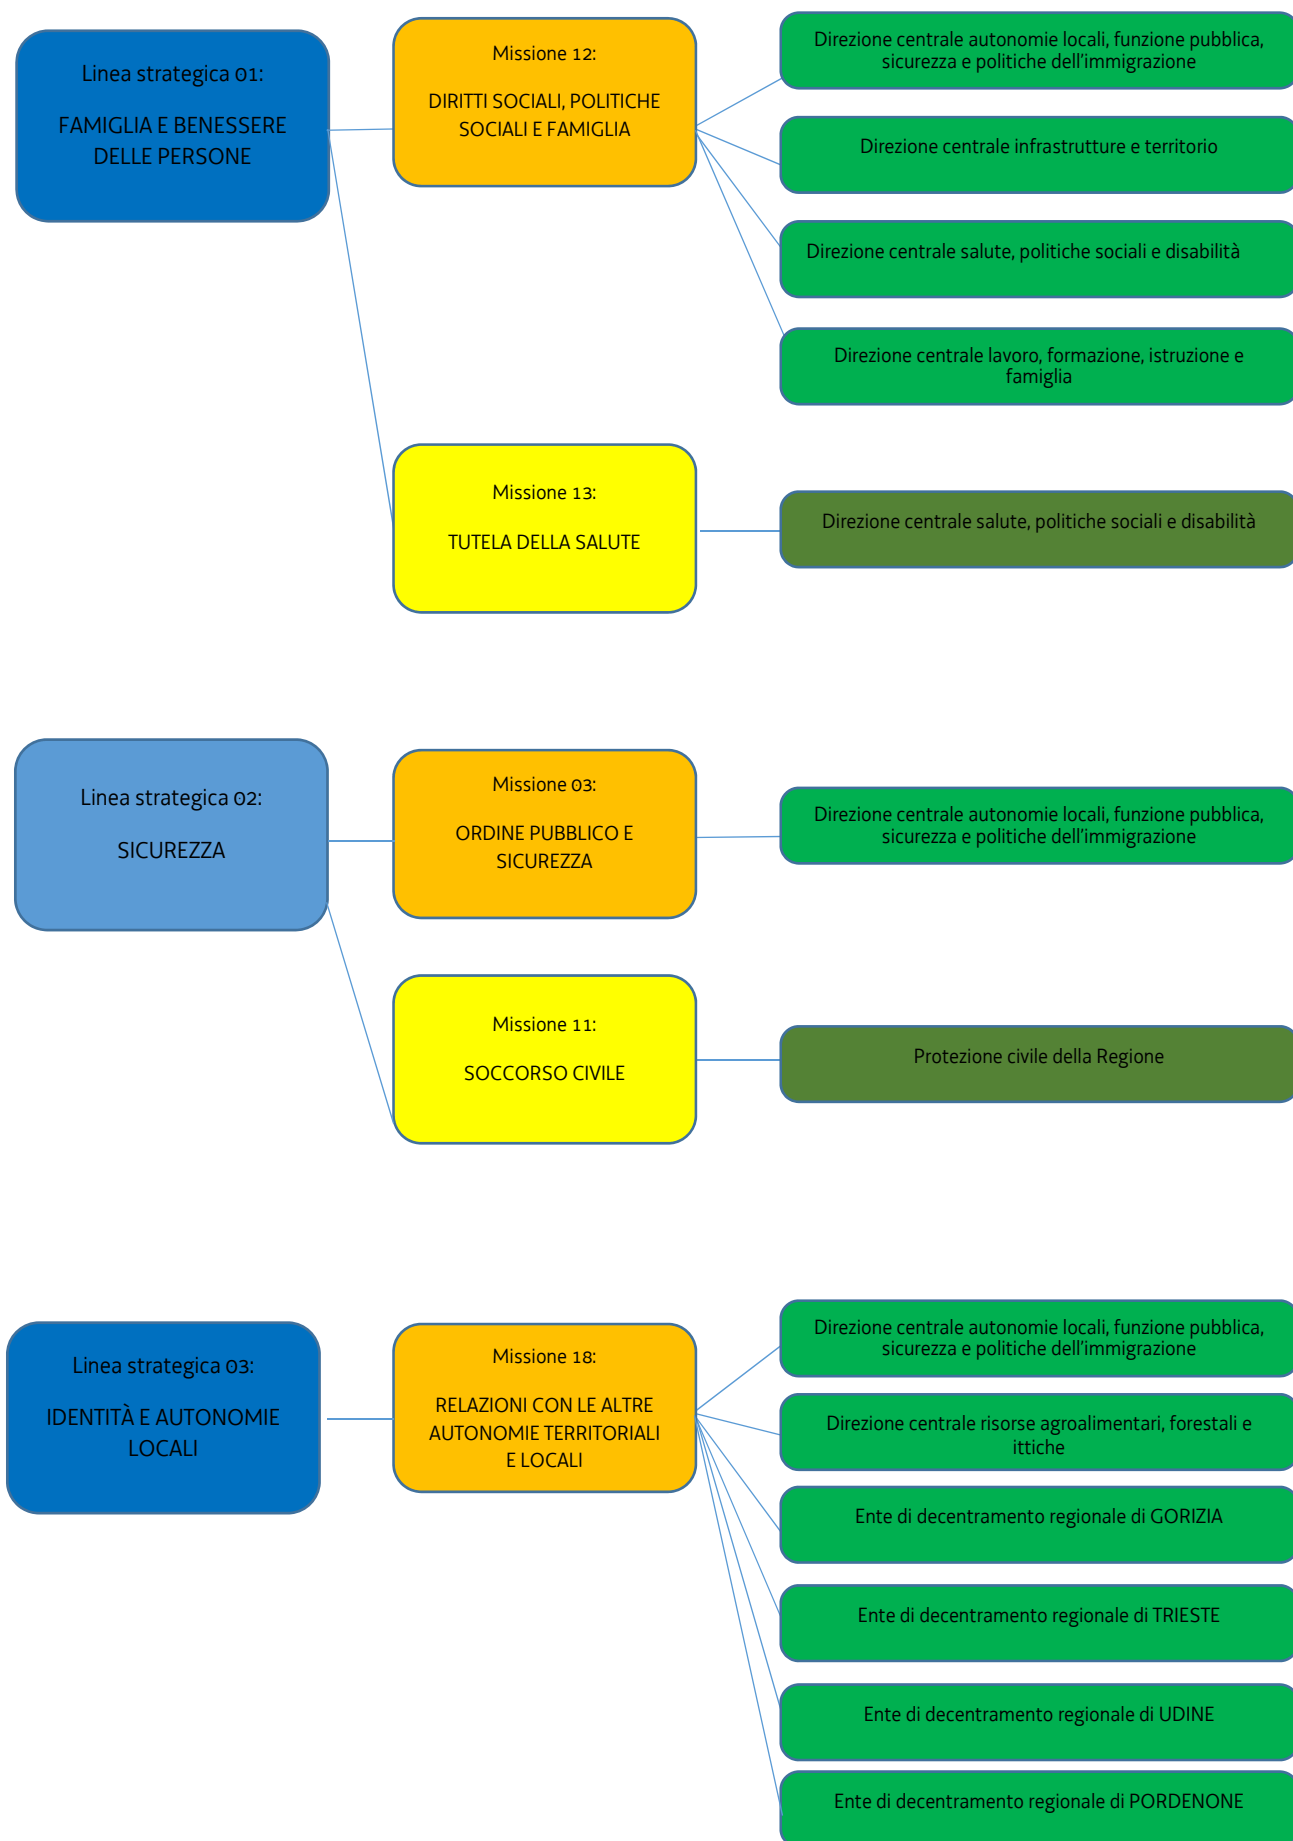 Linea strategica 01:
FAMIGLIA E BENESSERE
DELLE PERSONE
Missione 12:
DIRITTI SOCIALI, POLITICHE
SOCIALI E FAMIGLIA
Direzione centrale autonomie locali, funzione pubblica,
sicurezza e politiche dell’immigrazione
Direzione centrale infrastrutture e territorio
Direzione centrale salute, politiche sociali e disabilità
Direzione centrale lavoro, formazione, istruzione e
famiglia
Missione 13:
TUTELA DELLA SALUTE
Direzione centrale salute, politiche sociali e disabilità
Linea strategica 02:
SICUREZZA
Missione 03:
ORDINE PUBBLICO E
SICUREZZA
Direzione centrale autonomie locali, funzione pubblica,
sicurezza e politiche dell’immigrazione
Missione 11:
SOCCORSO CIVILE
Protezione civile della Regione
Linea strategica 03:
IDENTITÀ E AUTONOMIE
LOCALI
Missione 18:
RELAZIONI CON LE ALTRE
AUTONOMIE TERRITORIALI
E LOCALI
Direzione centrale autonomie locali, funzione pubblica,
sicurezza e politiche dell’immigrazione
Direzione centrale risorse agroalimentari, forestali e
ittiche
Ente di decentramento regionale di GORIZIA
Ente di decentramento regionale di TRIESTE
Ente di decentramento regionale di UDINE
Ente di decentramento regionale di PORDENONE